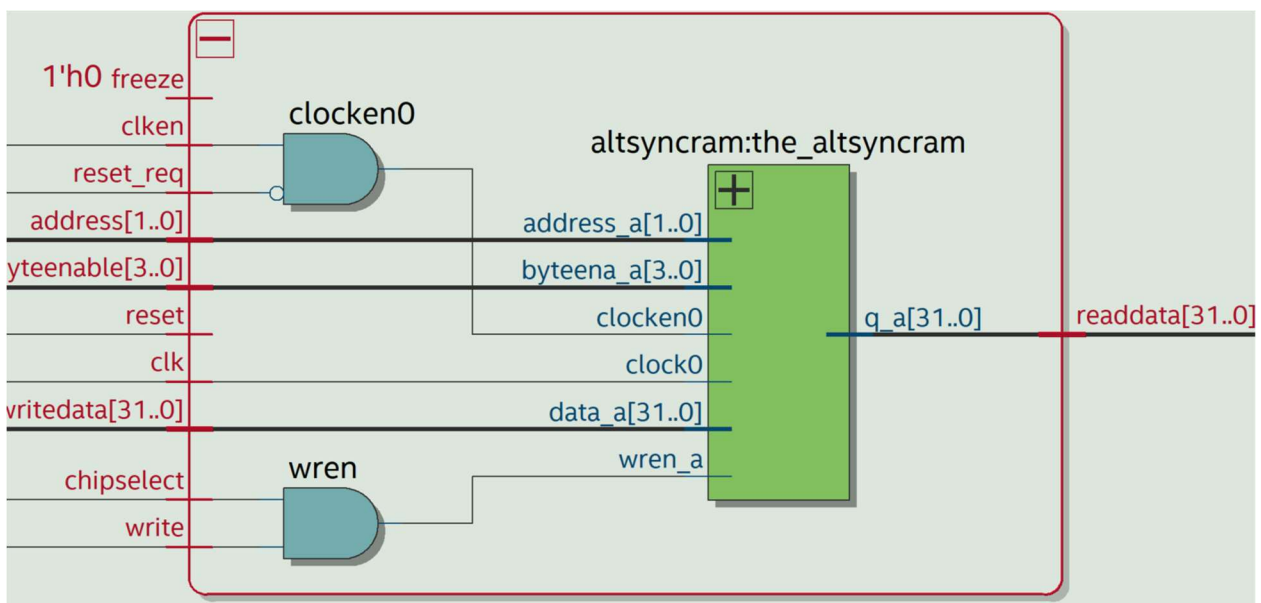 1'h0 freeze
clken
reset_req
address[1..0]
yteenable[3..0]
reset
clk
writedata[31..0]
chipselect
write
clocken0
wren
altsyncram:the_altsyncram
address_a[1..0]
byteena_a[3..0]
clocken0
clock0
data_a[31..0]
wren_a
q_a[31..0]
readdata[31..0]